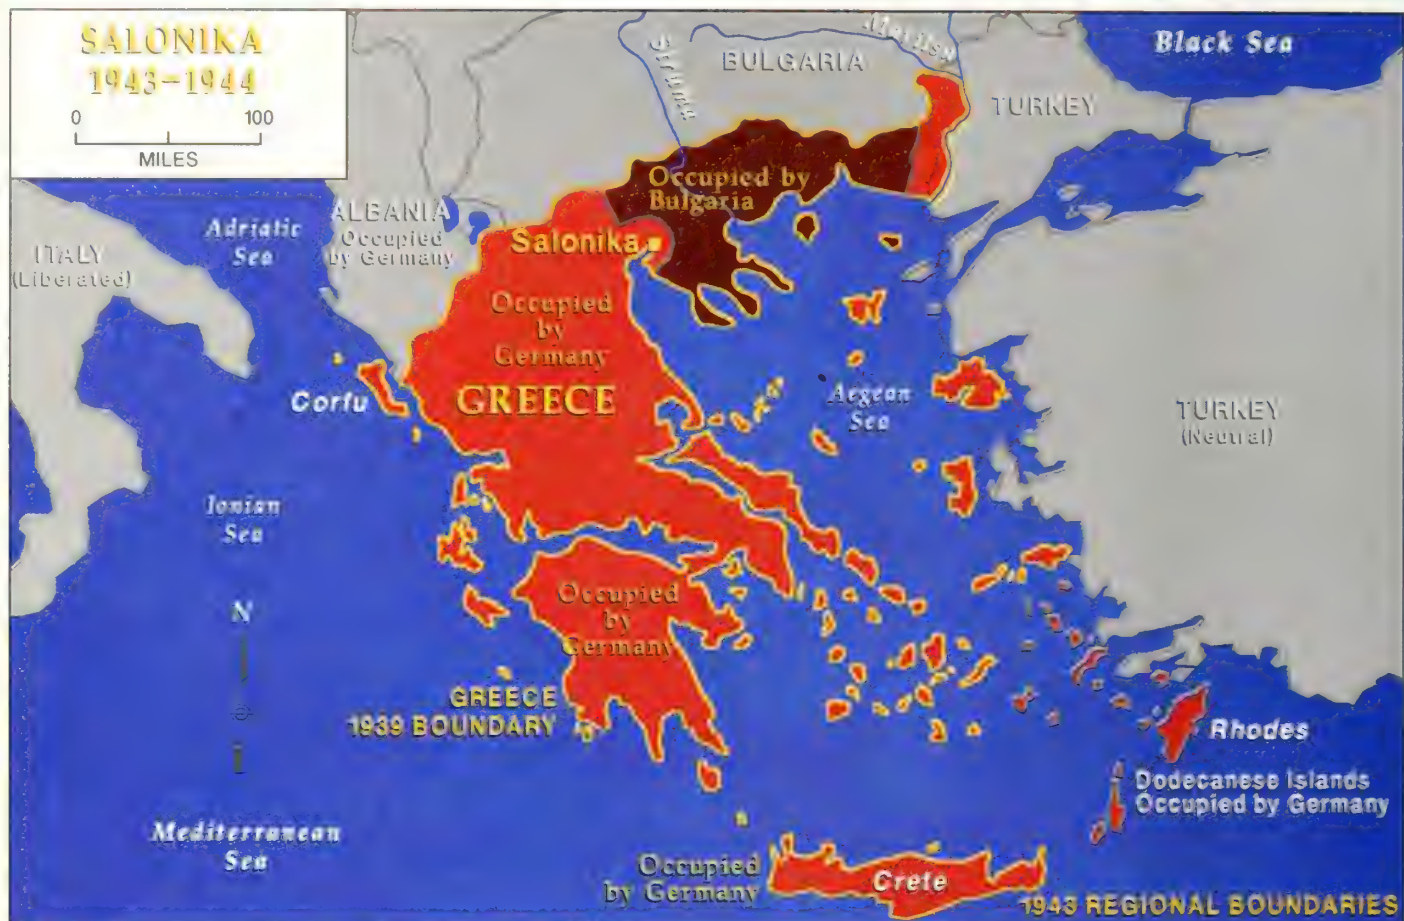 SALONIKA
1943–1944
0 100
MILES
Black Sea
Maritsa
Struma
BULGARIA
TURKEY
Occupied by
Bulgaria
ALBANIA
Occupied
by Germany
Adriatic
Sea
ITALY
(Liberated)
Salonika
Occupied
by
Germany
GREECE
Corfu
Aegean
Sea
TURKEY
(Neutral)
Ionian
Sea
N
Occupied
by
Germany
GREECE
1939 BOUNDARY
Rhodes
Dodecanese Islands
Occupied by Germany
Mediterranean
Sea
Occupied
by Germany
Crete
1943 REGIONAL BOUNDARIES